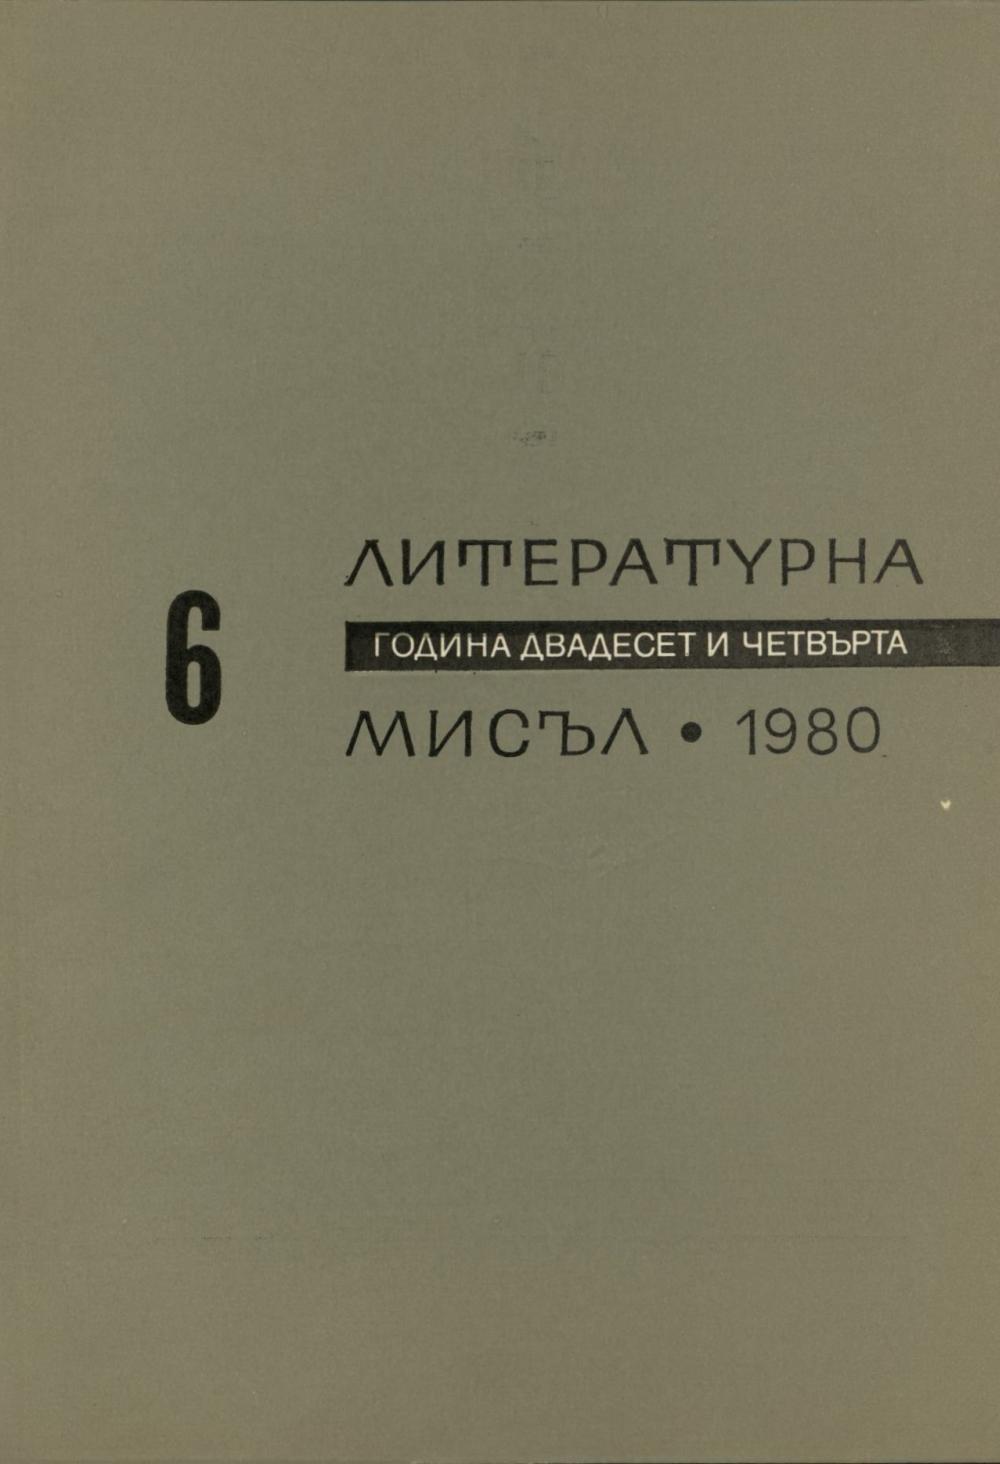 6
ЛИТЕРАТУРНА
ГОДИНА ДВАДЕСЕТ И ЧЕТВЪРТА
МИСЪЛ • 1980